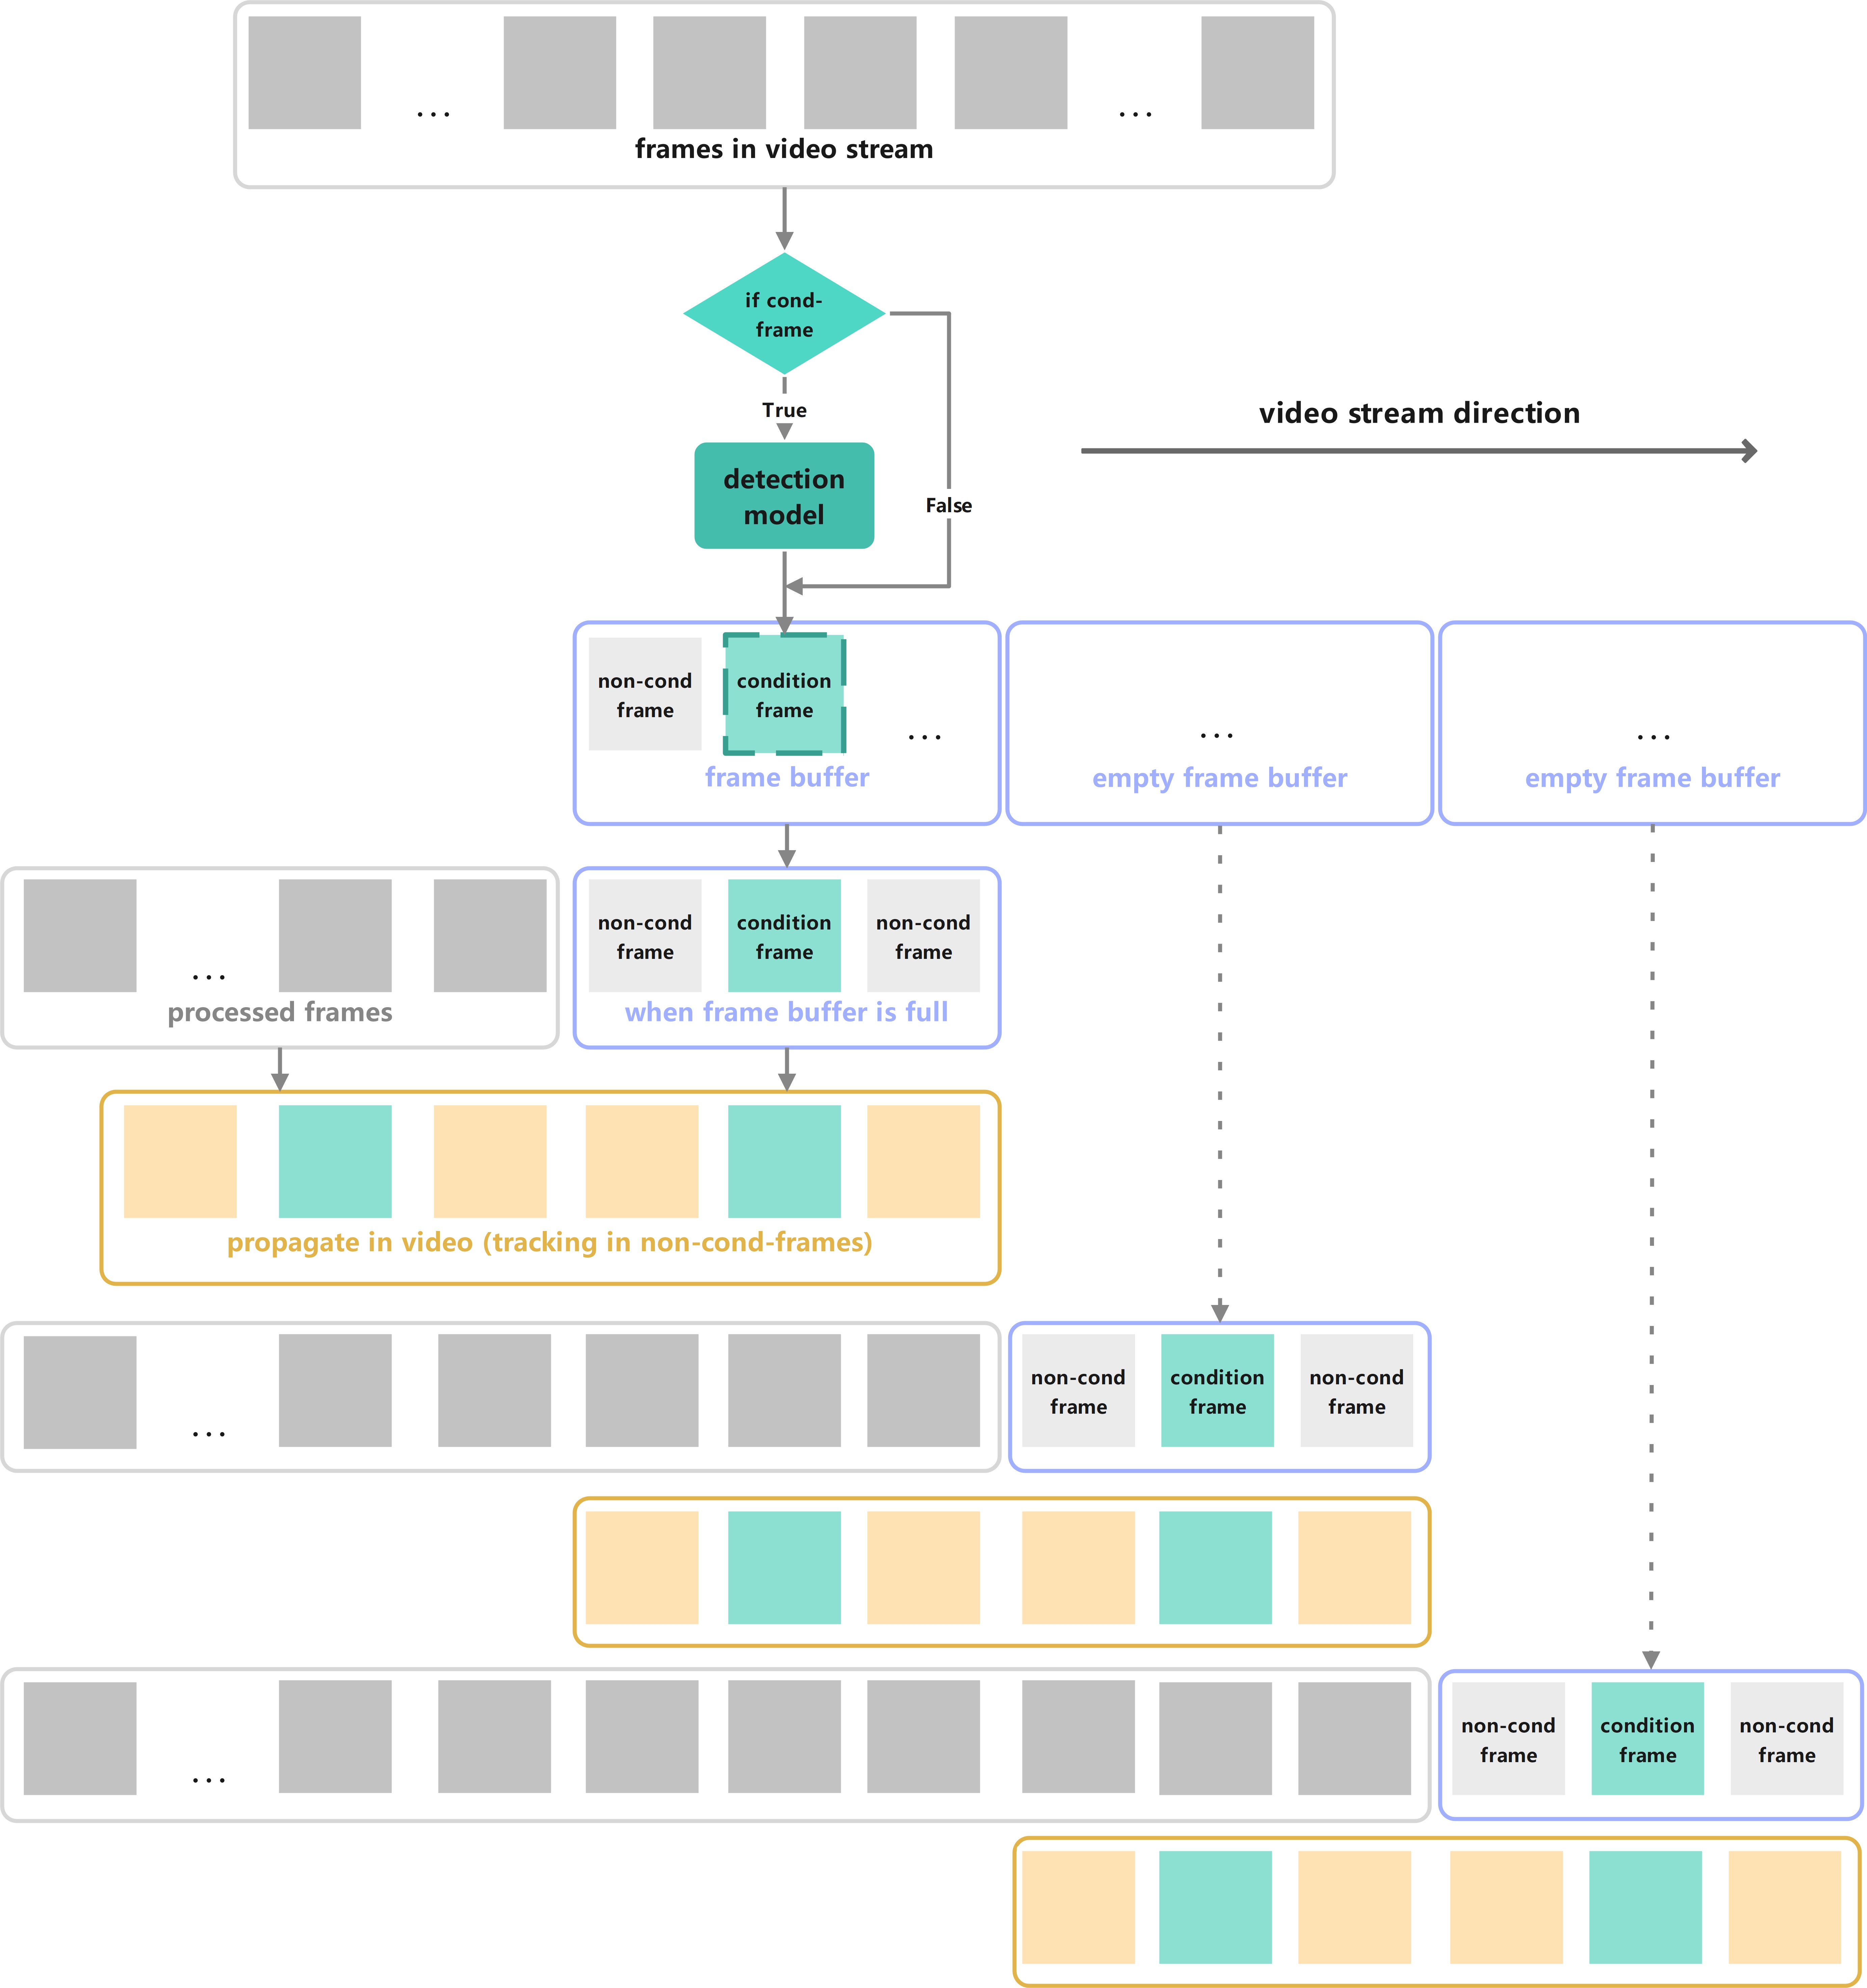 ...
...
frames in video stream
if cond-
frame
True
video stream direction
detection
model
False
non-cond
frame
condition
frame
...
frame buffer
...
empty frame buffer
...
empty frame buffer
...
processed frames
non-cond
frame
condition
frame
non-cond
frame
when frame buffer is full
propagate in video (tracking in non-cond-frames)
...
non-cond
frame
condition
frame
non-cond
frame
...
non-cond
frame
condition
frame
non-cond
frame